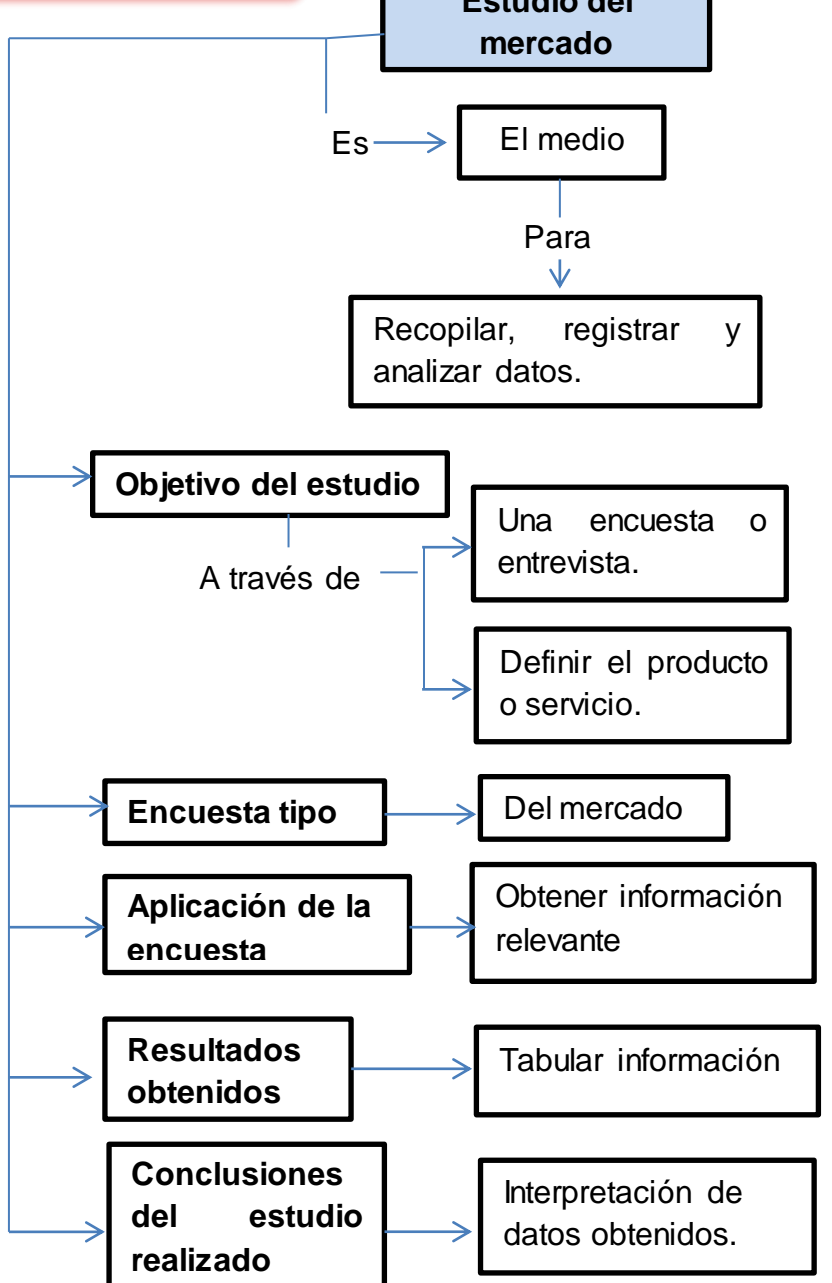 Estudio del
mercado
Es
El medio
Para
Recopilar, registrar y
analizar datos.
Objetivo del estudio
A través de
Una encuesta o
entrevista.
Definir el producto
o servicio.
Encuesta tipo
Del mercado
Aplicación de la
encuesta
Obtener información
relevante
Resultados
obtenidos
Tabular información
Conclusiones
del estudio
realizado
Interpretación de
datos obtenidos.